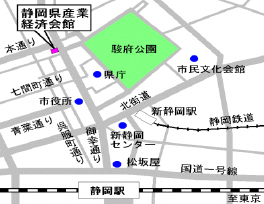 静岡県産業
経済会館
本通り
駿府公園
県庁
市民文化会館
七間町通り
市役所
北街道
新静岡駅
青葉通り
呉服町通り
御幸通り
新静岡
センター
静岡鉄道
松坂屋
国道一号線
静岡駅
至東京